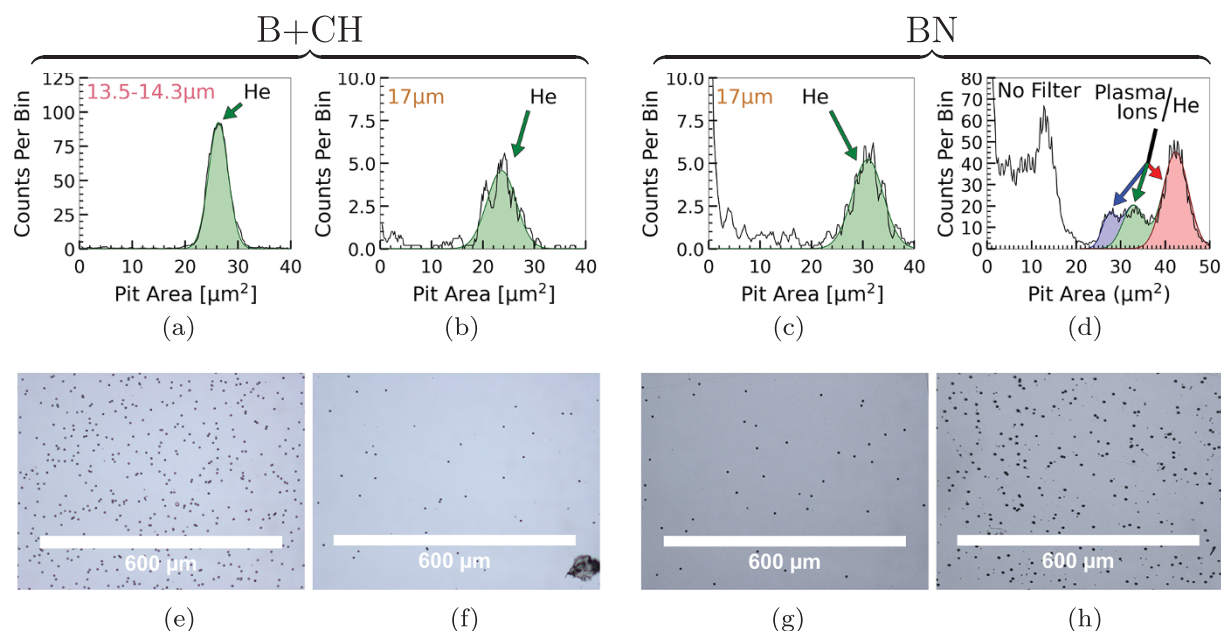 B+CH
BN
125
100
75
50
25
0
Counts Per Bin
13.5-14.3μm
He
0 10 20 30 40
Pit Area [μm²]
(a)
10.0
7.5
5.0
2.5
0.0
Counts Per Bin
17μm
He
0 10 20 30 40
Pit Area [μm²]
(b)
10.0
7.5
5.0
2.5
0.0
Counts Per Bin
17μm
He
0 10 20 30 40
Pit Area [μm²]
(c)
80
70
60
50
40
30
20
10
0
Counts Per Bin
No Filter
Plasma
Ions / He
0 10 20 30 40 50
Pit Area (μm²)
(d)
600 μm
(e)
600 μm
(f)
600 μm
(g)
600 μm
(h)